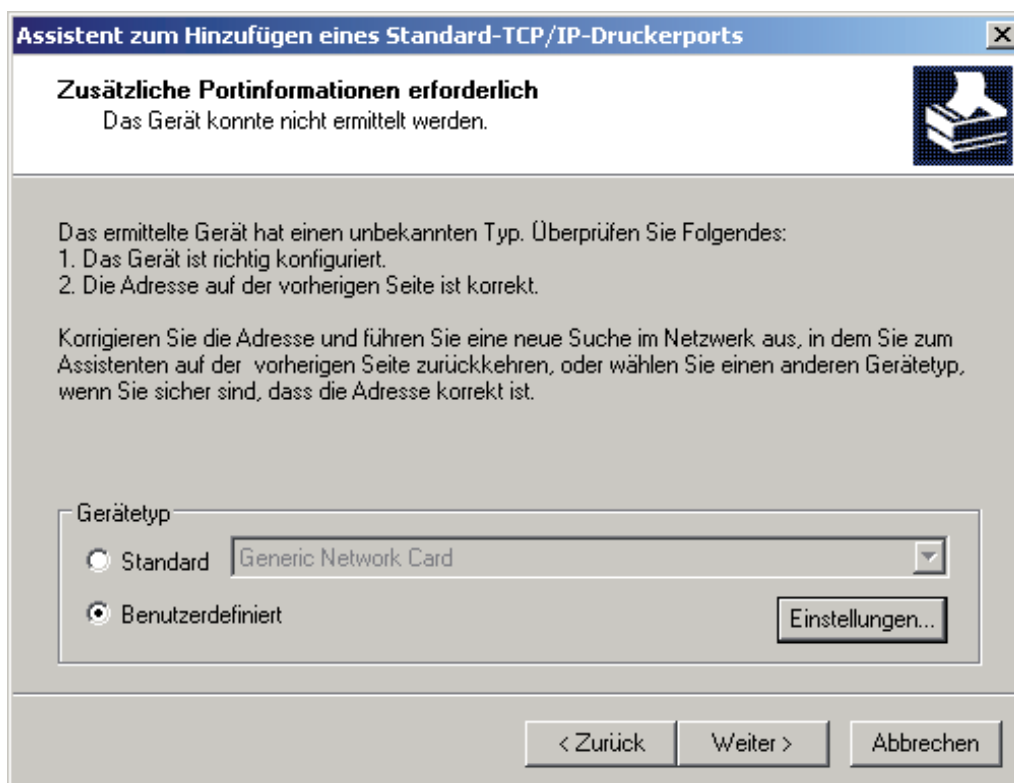 Assistent zum Hinzufügen eines Standard-TCP/IP-Druckerports
Zusätzliche Portinformationen erforderlich
Das Gerät konnte nicht ermittelt werden.
Das ermittelte Gerät hat einen unbekannten Typ. Überprüfen Sie Folgendes:
1. Das Gerät ist richtig konfiguriert.
2. Die Adresse auf der vorherigen Seite ist korrekt.
Korrigieren Sie die Adresse und führen Sie eine neue Suche im Netzwerk aus, in dem Sie zum
Assistenten auf der vorherigen Seite zurückkehren, oder wählen Sie einen anderen Gerätetyp,
wenn Sie sicher sind, dass die Adresse korrekt ist.
Gerätetyp
Standard Generic Network Card
Benutzerdefiniert
Einstellungen...
< Zurück Weiter > Abbrechen